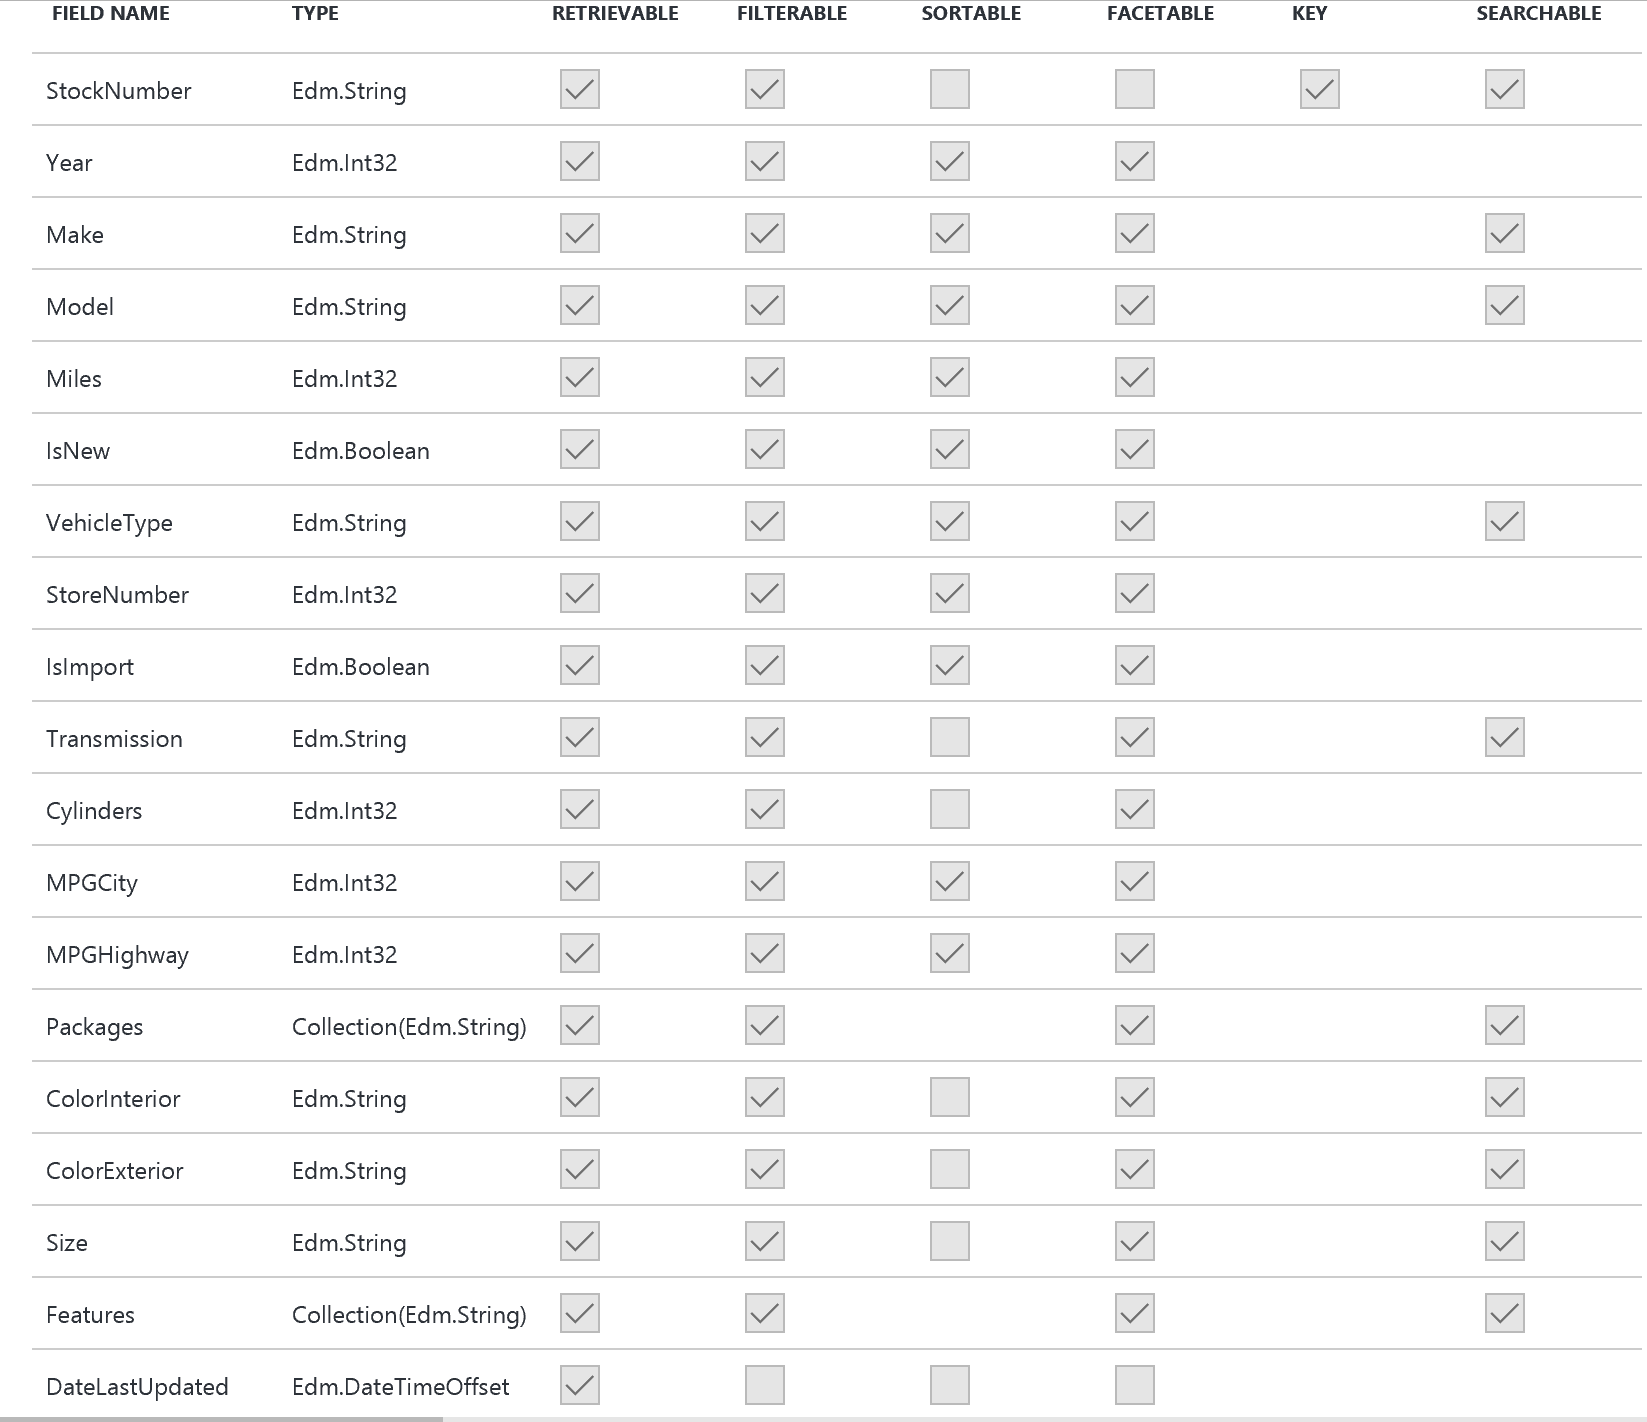 FIELD NAME TYPE RETRIEVABLE FILTERABLE SORTABLE FACETABLE KEY SEARCHABLE
StockNumber Edm.String
Year Edm.Int32
Make Edm.String
Model Edm.String
Miles Edm.Int32
IsNew Edm.Boolean
VehicleType Edm.String
StoreNumber Edm.Int32
IsImport Edm.Boolean
Transmission Edm.String
Cylinders Edm.Int32
MPGCity Edm.Int32
MPGHighway Edm.Int32
Packages Collection(Edm.String)
ColorInterior Edm.String
ColorExterior Edm.String
Size Edm.String
Features Collection(Edm.String)
DateLastUpdated Edm.DateTimeOffset